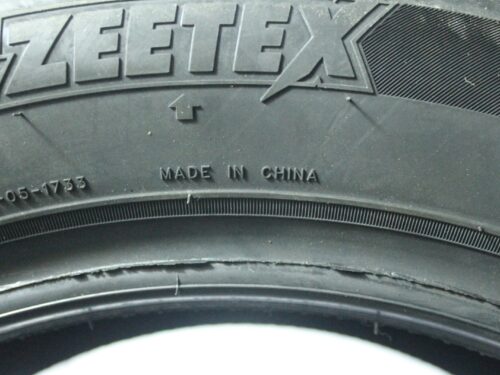 ZEETEX
-05-1733 MADE IN CHINA